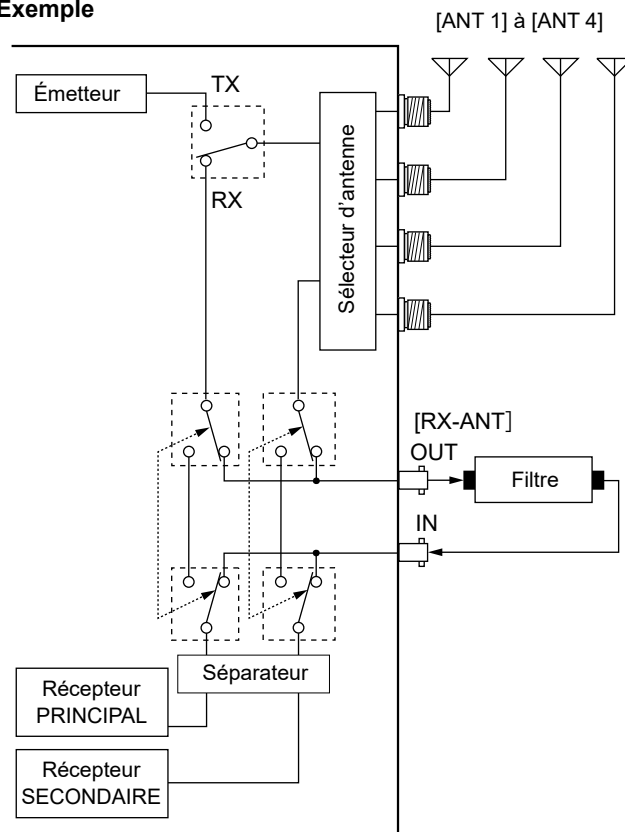 Exemple
[ANT 1] à [ANT 4]
Émetteur
TX
RX
Sélecteur d'antenne
[RX-ANT]
OUT
Filtre
IN
Séparateur
Récepteur
PRINCIPAL
Récepteur
SECONDAIRE